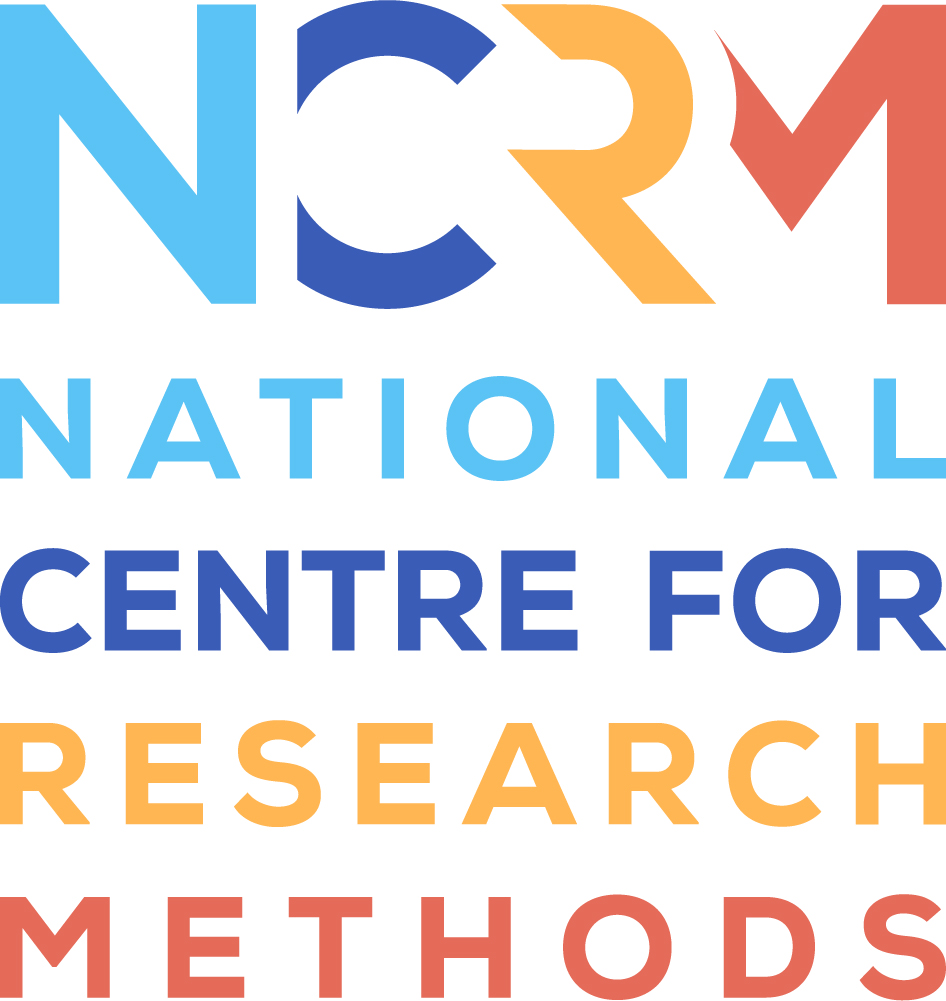 NCRM
NATIONAL
CENTRE FOR
RESEARCH
METHODS